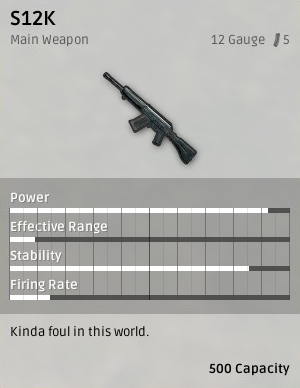 S12K
Main Weapon
12 Gauge 5
Power
Effective Range
Stability
Firing Rate
Kinda foul in this world.
500 Capacity